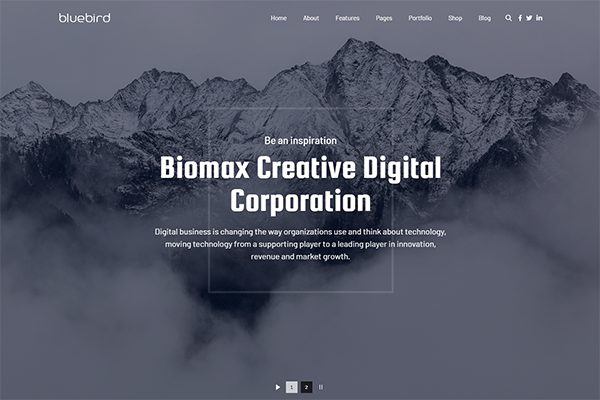 bluebird
Home About Features Pages Portfolio Shop Blog
Be an inspiration
Biomax Creative Digital
Corporation
Digital business is changing the way organizations use and think about technology,
moving technology from a supporting player to a leading player in innovation,
revenue and market growth.
1 2